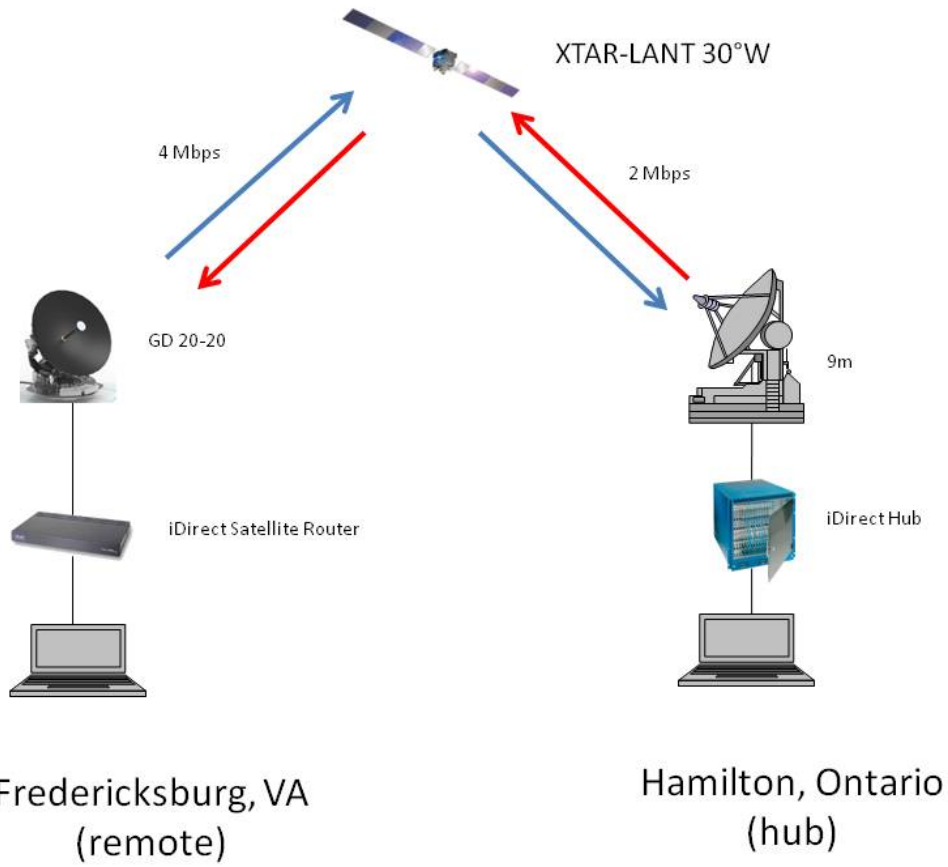 XTAR-LANT 30°W
4 Mbps
2 Mbps
GD 20-20
9m
iDirect Satellite Router
iDirect Hub
Fredericksburg, VA
(remote)
Hamilton, Ontario
(hub)